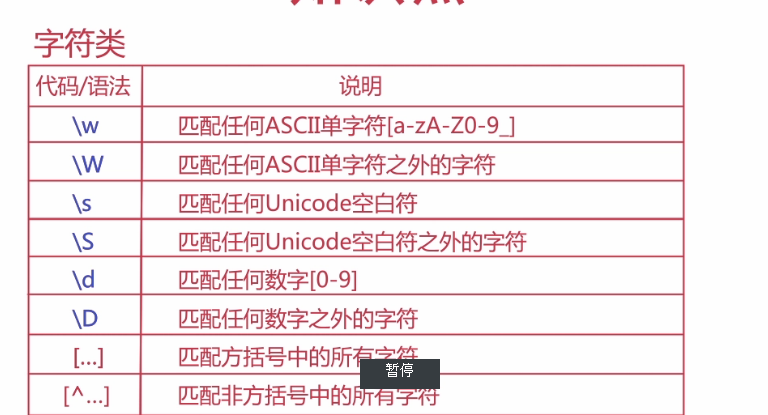 字符类
代码/语法 说明
\w 匹配任何ASCII单字符[a-zA-Z0-9_]
\W 匹配任何ASCII单字符之外的字符
\s 匹配任何Unicode空白符
\S 匹配任何Unicode空白符之外的字符
\d 匹配任何数字[0-9]
\D 匹配任何数字之外的字符
[...] 匹配方括号中的所有字符
暂停
[^...] 匹配非方括号中的所有字符